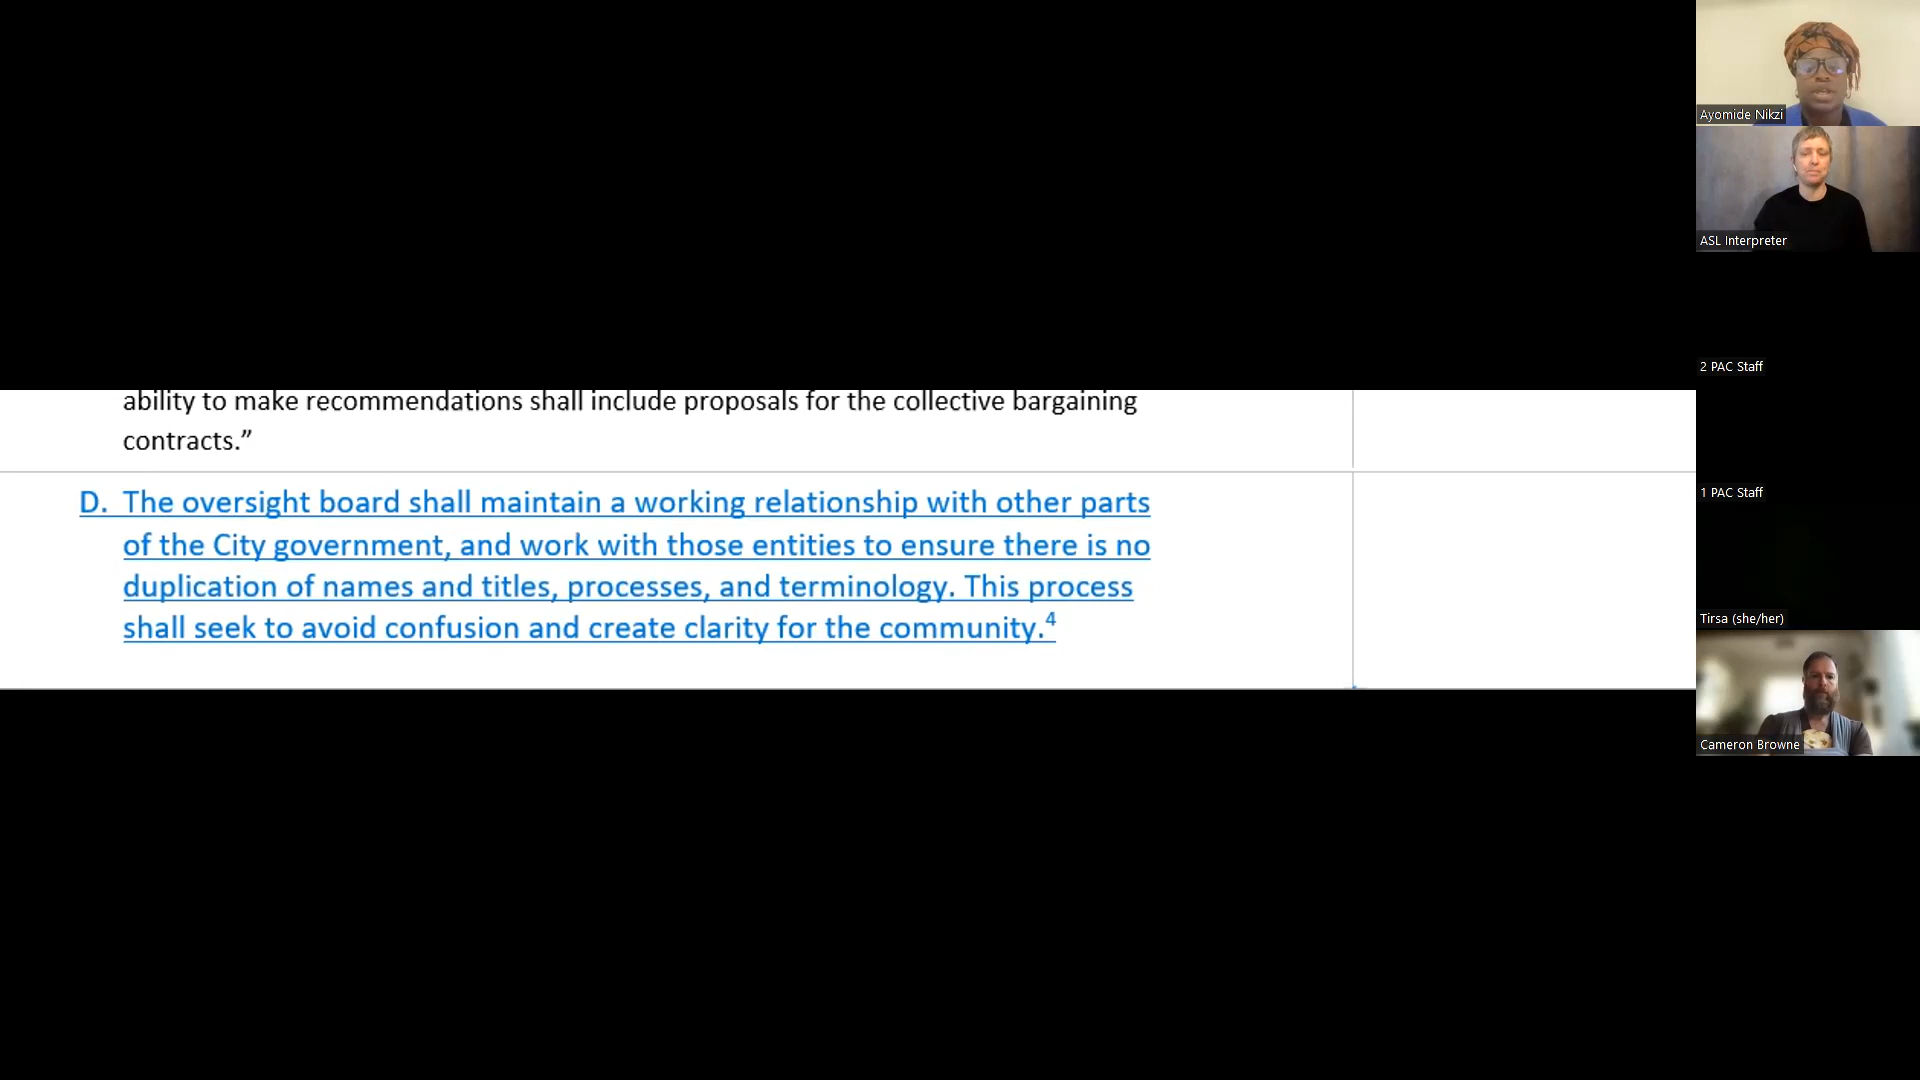 ability to make recommendations shall include proposals for the collective bargaining
contracts.”
D. The oversight board shall maintain a working relationship with other parts
of the City government, and work with those entities to ensure there is no
duplication of names and titles, processes, and terminology. This process
shall seek to avoid confusion and create clarity for the community.4
Ayomide Nikzi
ASL Interpreter
2 PAC Staff
1 PAC Staff
Tirsa (she/her)
Cameron Browne